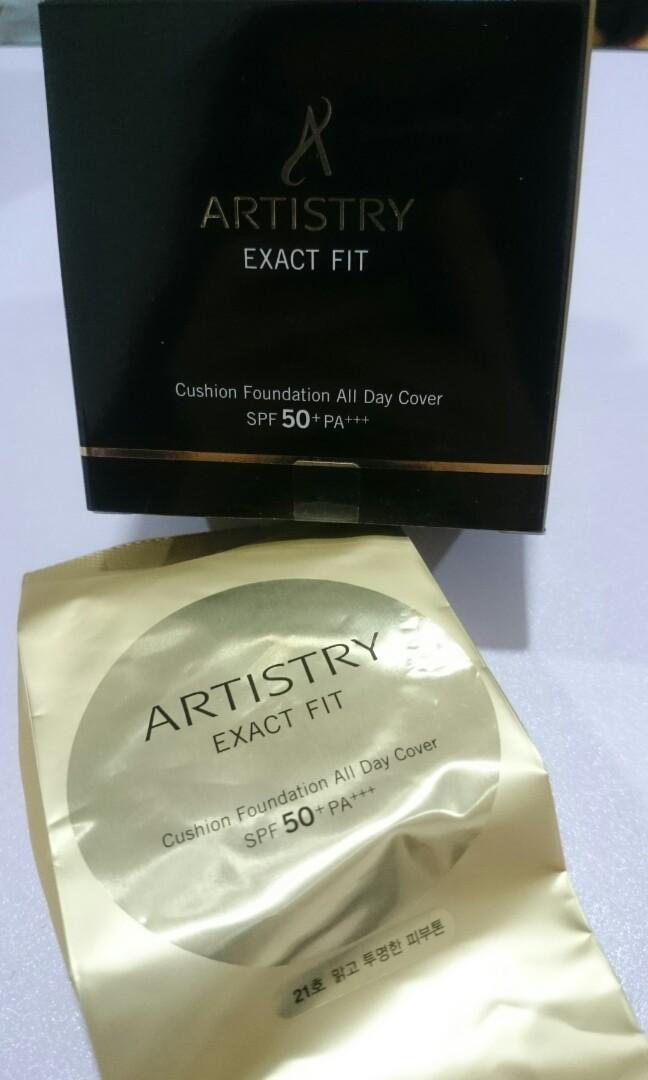 ARTISTRY
EXACT FIT
Cushion Foundation All Day Cover
SPF 50+ PA+++
ARTISTRY
EXACT FIT
Cushion Foundation All Day Cover
SPF 50+ PA+++
21호 맑고 투명한 피부톤